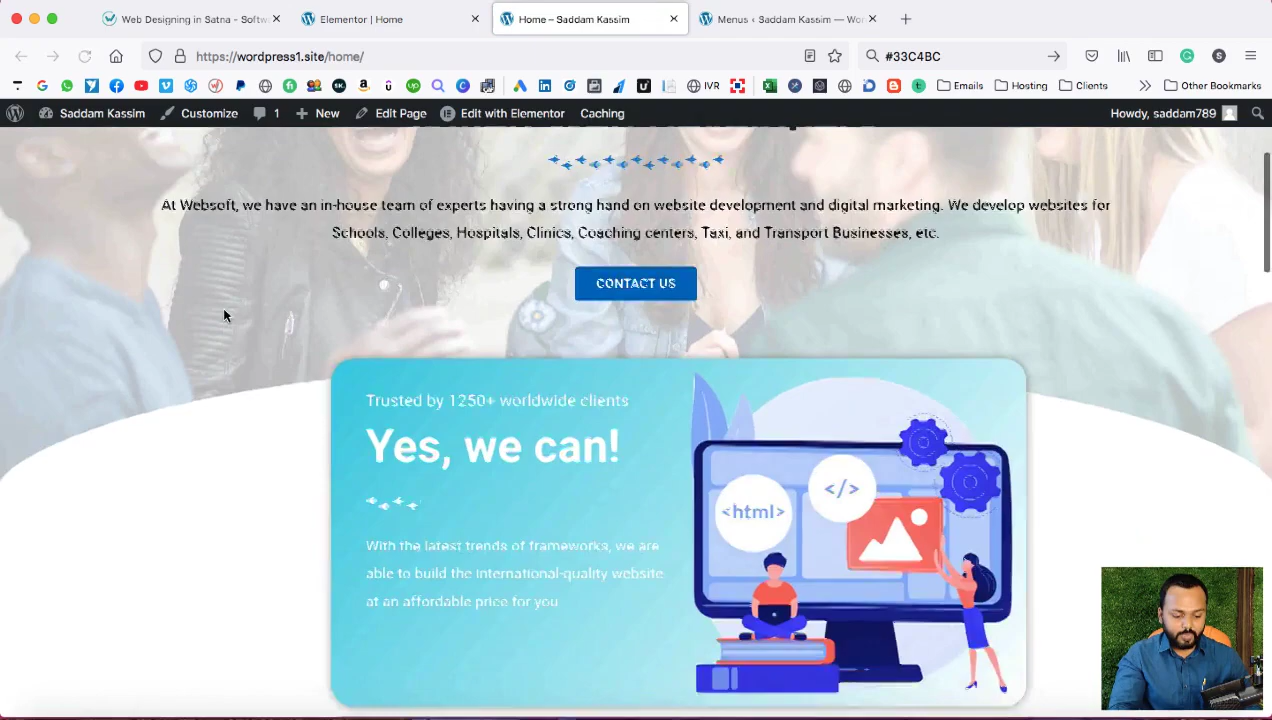 Web Designing in Satna - Softw
Elementor | Home
Home – Saddam Kassim
Menus ‹ Saddam Kassim — Wor
https://wordpress1.site/home/
#33C4BC
IVR
Emails
Hosting
Clients
Other Bookmarks
Saddam Kassim
Customize
1
New
Edit Page
Edit with Elementor
Caching
Howdy, saddam789
At Websoft, we have an in-house team of experts having a strong hand on website development and digital marketing. We develop websites for
Schools, Colleges, Hospitals, Clinics, Coaching centers, Taxi, and Transport Businesses, etc.
CONTACT US
Trusted by 1250+ worldwide clients
Yes, we can!
<html>
</>
With the latest trends of frameworks, we are
able to build the international-quality website
at an affordable price for you